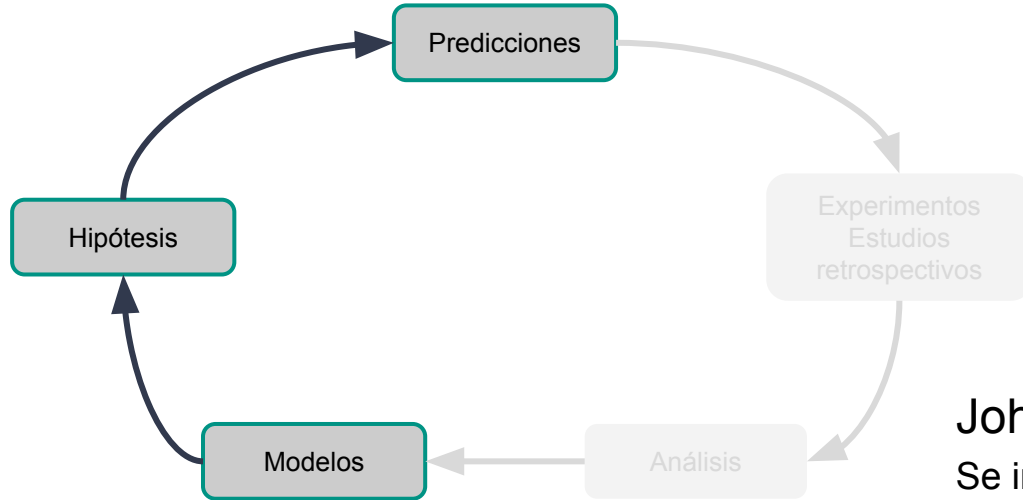 Predicciones
Experimentos
Estudios
retrospectivos
Hipótesis
Modelos
Análisis
Joh
Se i